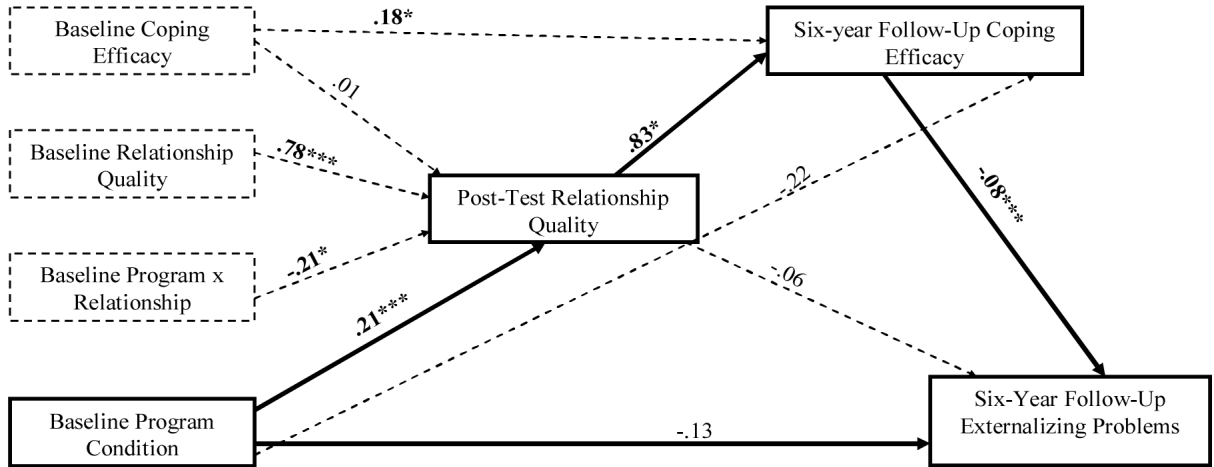 Baseline Coping
Efficacy
.18*
Six-year Follow-Up Coping
Efficacy
.01
Baseline Relationship
Quality
.78***
.83*
Post-Test Relationship
Quality
-.22
-.08***
Baseline Program x
Relationship
-.21*
-.06
.21***
Baseline Program
Condition
-.13
Six-Year Follow-Up
Externalizing Problems